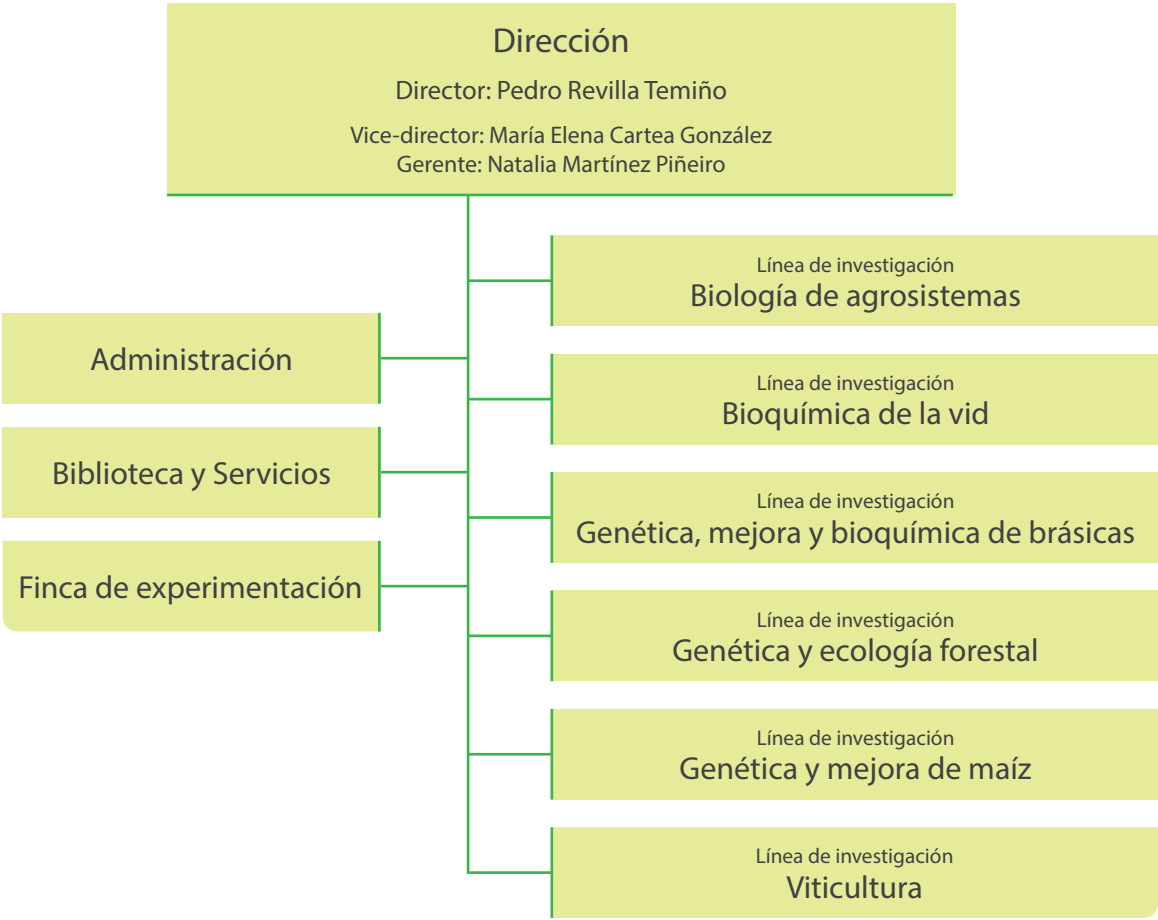 Dirección
Director: Pedro Revilla Temiño
Vice-director: María Elena Cartea González
Gerente: Natalia Martínez Piñeiro
Administración
Biblioteca y Servicios
Finca de experimentación
Línea de investigación
Biología de agrosistemas
Línea de investigación
Bioquímica de la vid
Línea de investigación
Genética, mejora y bioquímica de brásicas
Línea de investigación
Genética y ecología forestal
Línea de investigación
Genética y mejora de maíz
Línea de investigación
Viticultura